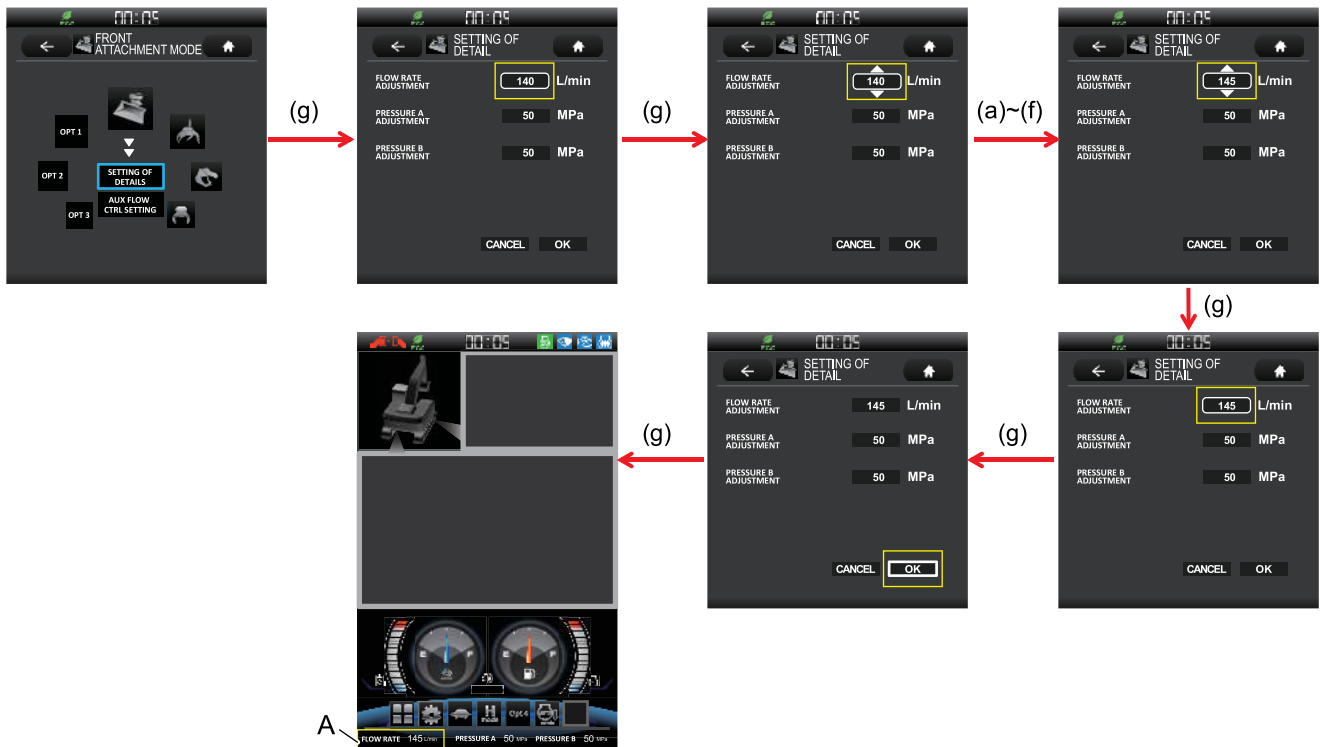 00:05
FRONT
ATTACHMENT MODE
OPT 1
OPT 2
SETTING OF
DETAILS
AUX FLOW
CTRL SETTING
OPT 3
(g)
00:05
SETTING OF
DETAIL
FLOW RATE
ADJUSTMENT
140 L/min
PRESSURE A
ADJUSTMENT
50 MPa
PRESSURE B
ADJUSTMENT
50 MPa
CANCEL OK
(g)
00:05
SETTING OF
DETAIL
FLOW RATE
ADJUSTMENT
140 L/min
PRESSURE A
ADJUSTMENT
50 MPa
PRESSURE B
ADJUSTMENT
50 MPa
CANCEL OK
(a)~(f)
00:05
SETTING OF
DETAIL
FLOW RATE
ADJUSTMENT
145 L/min
PRESSURE A
ADJUSTMENT
50 MPa
PRESSURE B
ADJUSTMENT
50 MPa
CANCEL OK
(g)
00:05
SETTING OF
DETAIL
FLOW RATE
ADJUSTMENT
145 L/min
PRESSURE A
ADJUSTMENT
50 MPa
PRESSURE B
ADJUSTMENT
50 MPa
CANCEL OK
(g)
00:05
SETTING OF
DETAIL
FLOW RATE
ADJUSTMENT
145 L/min
PRESSURE A
ADJUSTMENT
50 MPa
PRESSURE B
ADJUSTMENT
50 MPa
CANCEL OK
(g)
00:05
E F E F
H
mode
Opt4
A
FLOW RATE 145 L/min PRESSURE A 50 MPa PRESSURE B 50 MPa